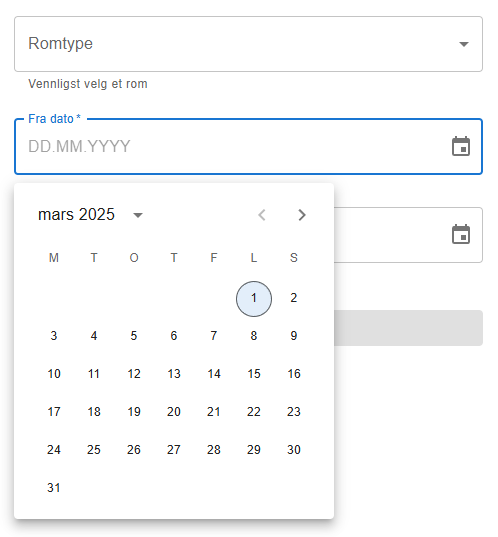 Romtype
Vennligst velg et rom
Fra dato *
DD.MM.YYYY
mars 2025
M T O T F L S
1 2
3 4 5 6 7 8 9
10 11 12 13 14 15 16
17 18 19 20 21 22 23
24 25 26 27 28 29 30
31